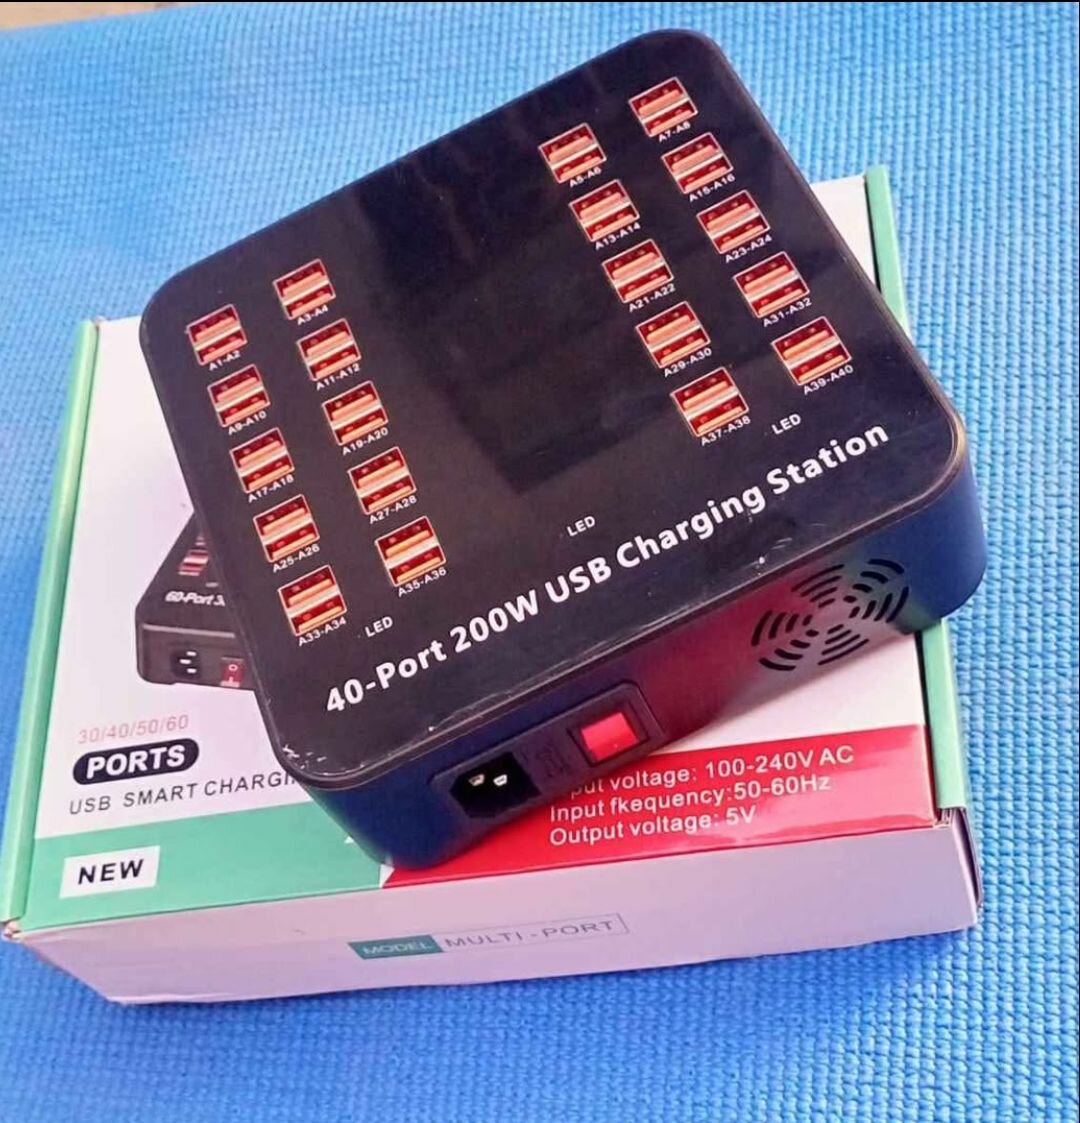 A7-A8
A5-A6
A15-A16
A13-A14
A23-A24
A3-A4
A21-A22
A31-A32
A1-A2
A11-A12
A29-A30
A39-A40
A9-A10
A19-A20
A37-A38
LED
A17-A18
A27-A28
LED
A25-A26
A35-A36
A33-A34
LED
40-Port 200W USB Charging Station
60-Port
30/40/50/60
PORTS
USB SMART
NEW
voltage: 100-240V AC
Input fkequency:50-60Hz
Output voltage: 5V
MODEL MULTI-PORT